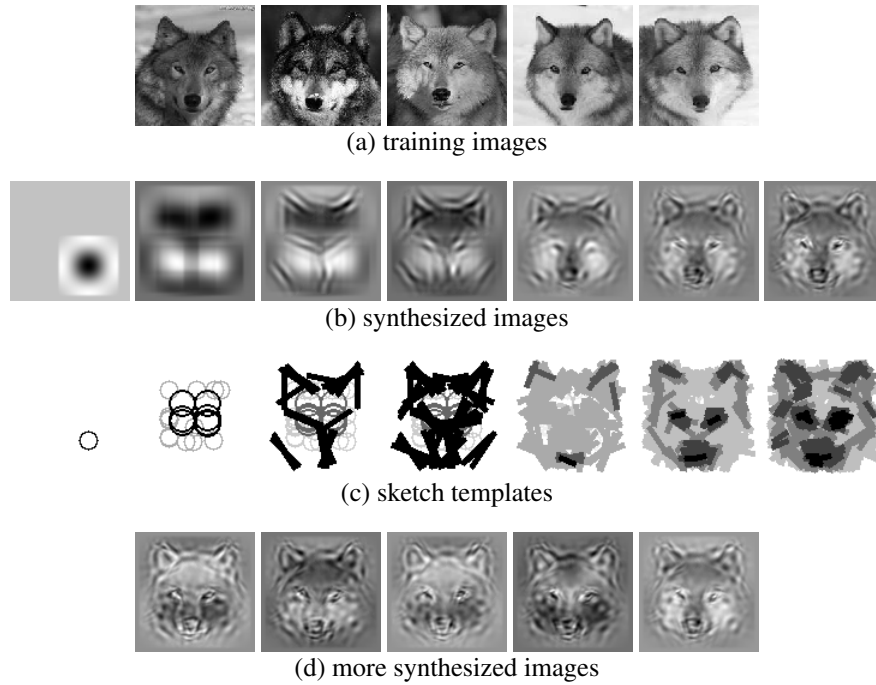 (a) training images
(b) synthesized images
(c) sketch templates
(d) more synthesized images